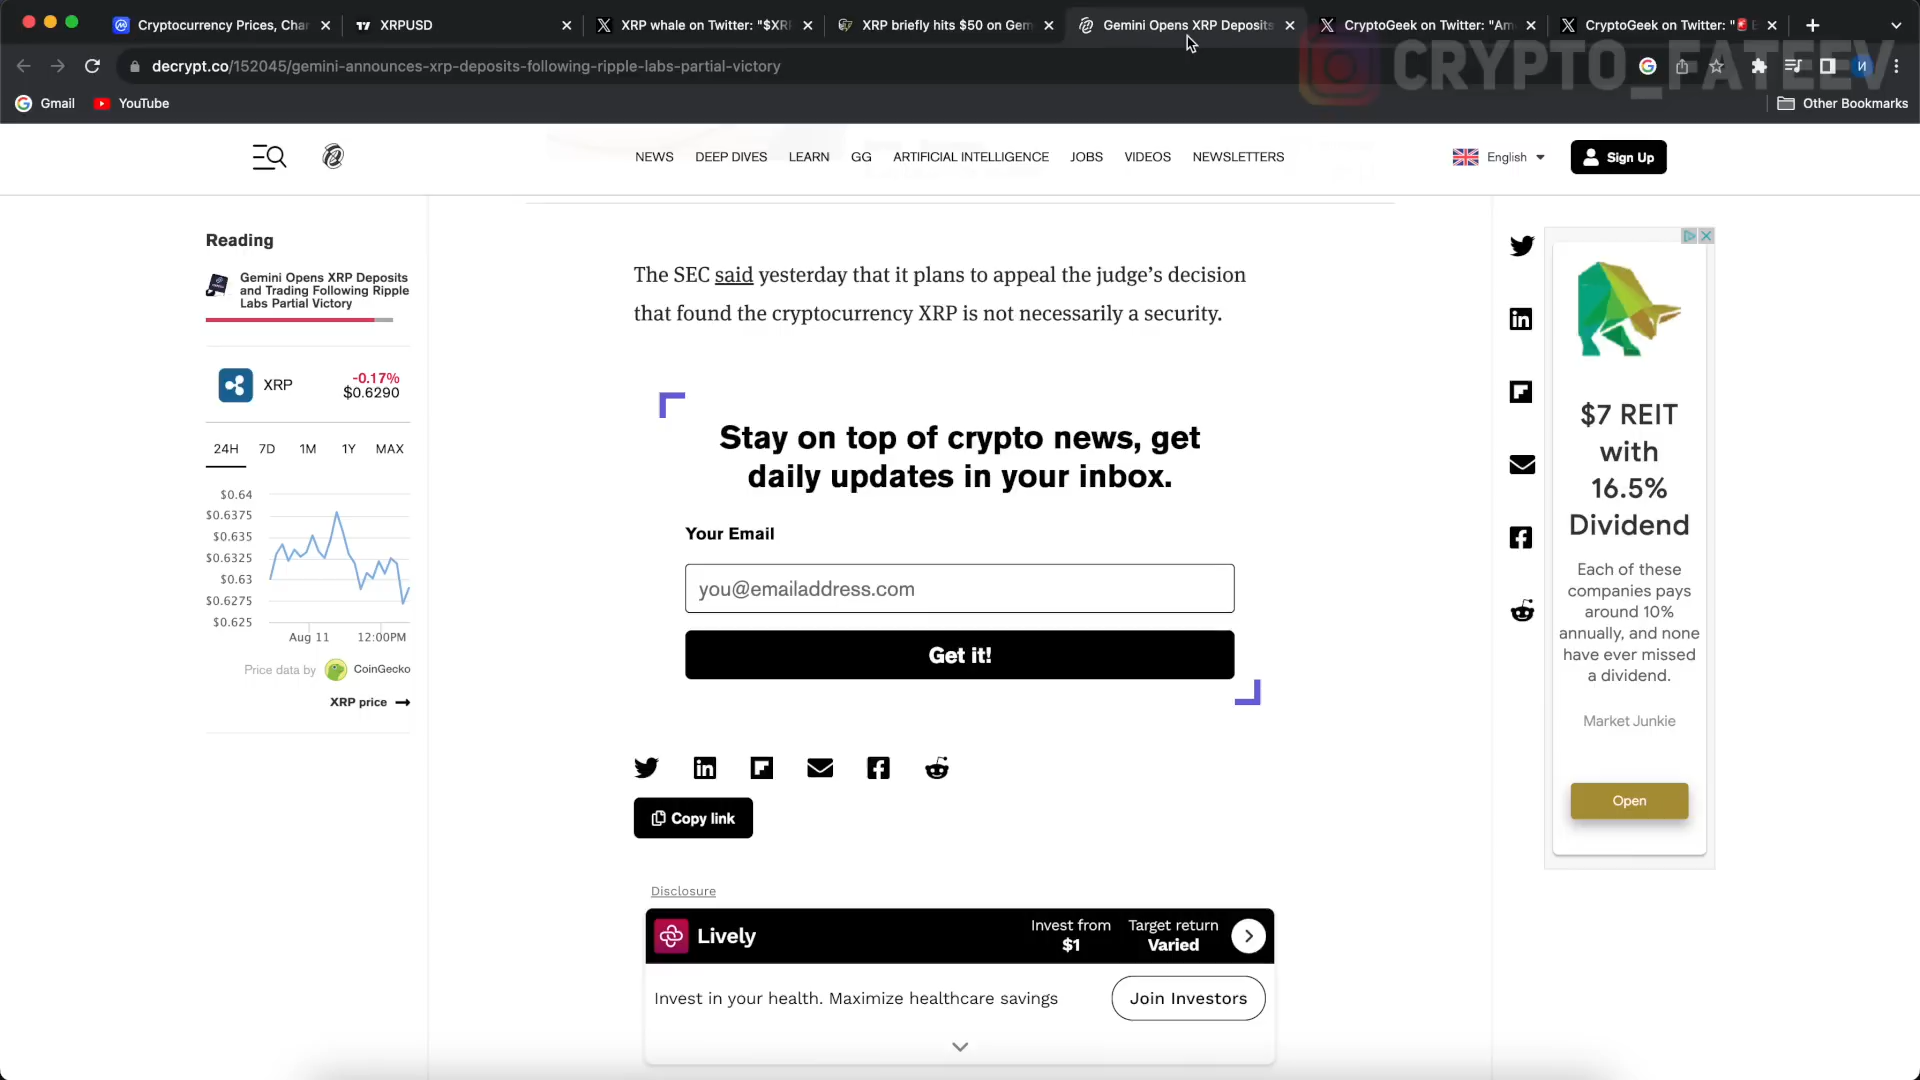 Cryptocurrency Prices, Char
XRPUSD
XRP whale on Twitter: "$XRP
XRP briefly hits $50 on Gem
Gemini Opens XRP Deposits
CryptoGeek on Twitter: "Am
CryptoGeek on Twitter: "🚨
decrypt.co/152045/gemini-announces-xrp-deposits-following-ripple-labs-partial-victory
CRYPTO_FATEEV
И
Gmail
YouTube
Other Bookmarks
NEWS
DEEP DIVES
LEARN
GG
ARTIFICIAL INTELLIGENCE
JOBS
VIDEOS
NEWSLETTERS
English
Sign Up
Reading
Gemini Opens XRP Deposits
and Trading Following Ripple
Labs Partial Victory
XRP
-0.17%
$0.6290
24H
7D
1M
1Y
MAX
$0.64
$0.6375
$0.635
$0.6325
$0.63
$0.6275
$0.625
Aug 11
12:00PM
Price data by
CoinGecko
XRP price
The SEC said yesterday that it plans to appeal the judge’s decision
that found the cryptocurrency XRP is not necessarily a security.
Stay on top of crypto news, get
daily updates in your inbox.
Your Email
you@emailaddress.com
Get it!
Copy link
Disclosure
Lively
Invest from
$1
Target return
Varied
Invest in your health. Maximize healthcare savings
Join Investors
$7 REIT
with
16.5%
Dividend
Each of these
companies pays
around 10%
annually, and none
have ever missed
a dividend.
Market Junkie
Open